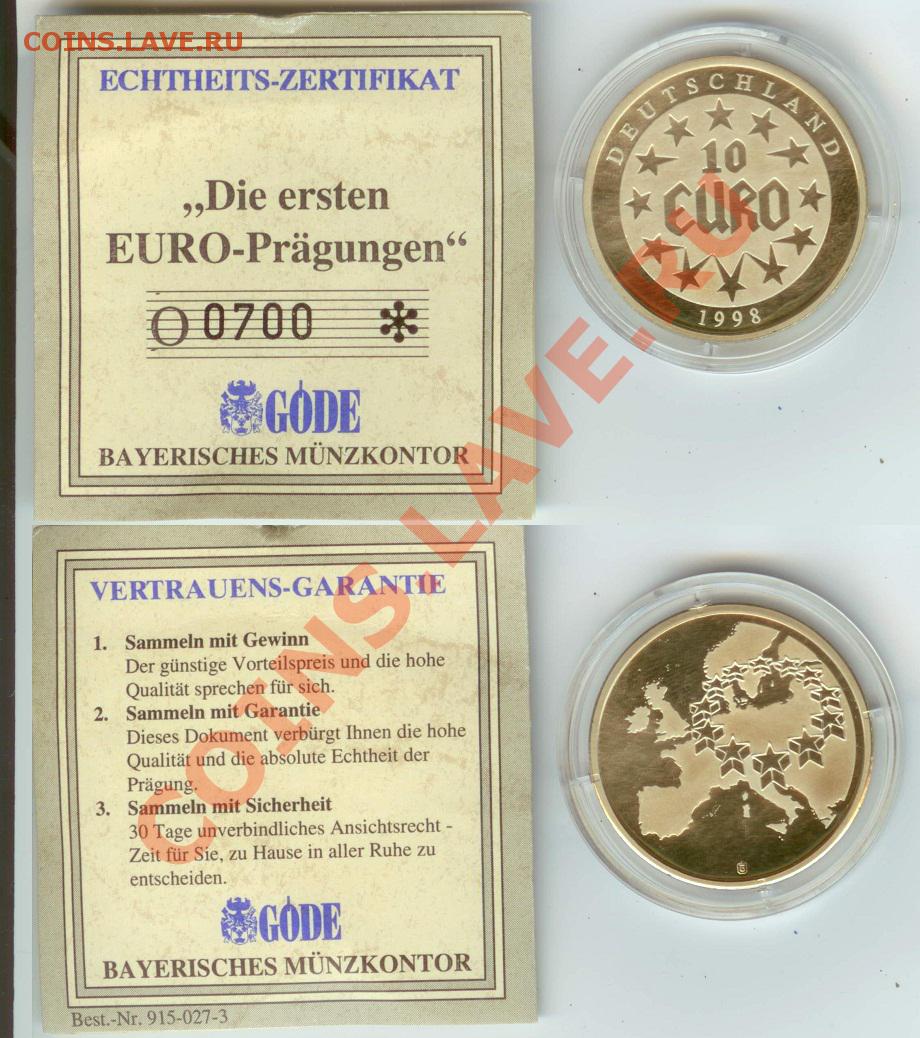 COINS.LAVE.RU
ECHTHEITS-ZERTIFIKAT
„Die ersten
EURO-Prägungen“
O 0700
GÖDE
BAYERISCHES MÜNZKONTOR
DEUTSCHLAND
10
EURO
1998
VERTRAUENS-GARANTIE
1. Sammeln mit Gewinn
Der günstige Vorteilspreis und die hohe
Qualität sprechen für sich.
2. Sammeln mit Garantie
Dieses Dokument verbürgt Ihnen die hohe
Qualität und die absolute Echtheit der
Prägung.
3. Sammeln mit Sicherheit
30 Tage unverbindliches Ansichtsrecht -
Zeit für Sie, zu Hause in aller Ruhe zu
entscheiden.
GÖDE
BAYERISCHES MÜNZKONTOR
Best.-Nr. 915-027-3
COINS.LAVE.RU